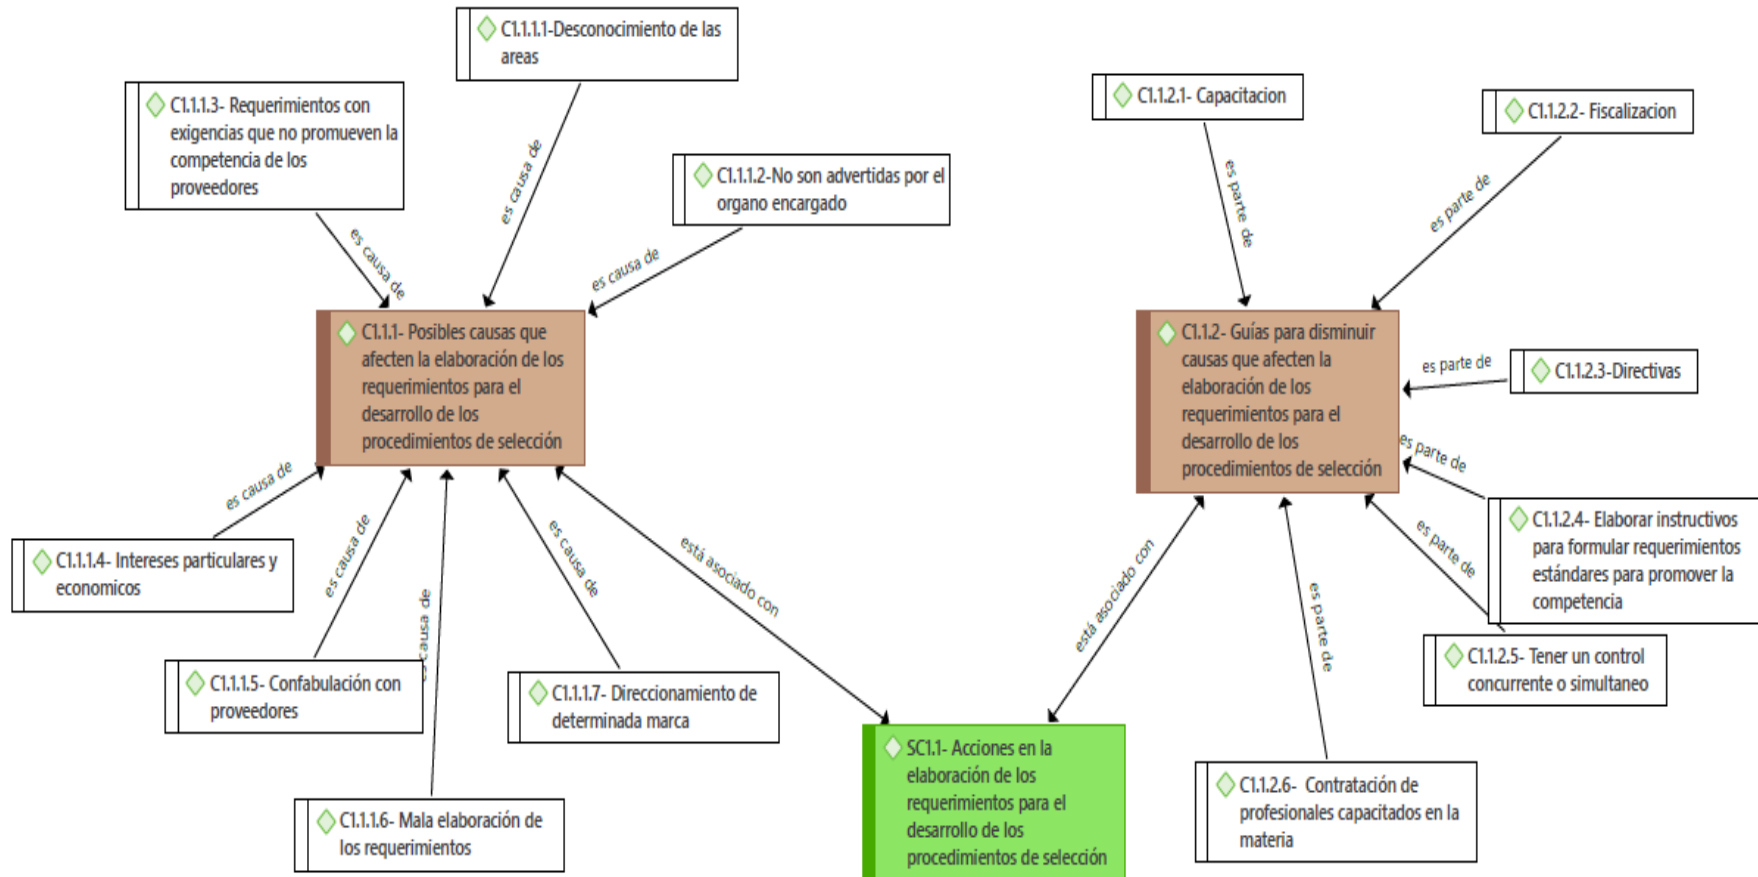 C1.1.1.1-Desconocimiento de las
areas
C1.1.1.3- Requerimientos con
exigencias que no promueven la
competencia de los
proveedores
C1.1.1.2-No son advertidas por el
organo encargado
C1.1.2.1- Capacitacion
C1.1.2.2- Fiscalizacion
es causa de
es causa de
es causa de
es parte de
es parte de
C1.1.1- Posibles causas que
afecten la elaboración de los
requerimientos para el
desarrollo de los
procedimientos de selección
C1.1.2- Guías para disminuir
causas que afecten la
elaboración de los
requerimientos para el
desarrollo de los
procedimientos de selección
es parte de
C1.1.2.3-Directivas
es parte de
C1.1.2.4- Elaborar instructivos
para formular requerimientos
estándares para promover la
competencia
es parte de
C1.1.2.5- Tener un control
concurrente o simultaneo
es causa de
C1.1.1.4- Intereses particulares y
economicos
es causa de
C1.1.1.5- Confabulación con
proveedores
es causa de
C1.1.1.6- Mala elaboración de
los requerimientos
es causa de
C1.1.1.7- Direccionamiento de
determinada marca
está asociado con
está asociado con
SC1.1- Acciones en la
elaboración de los
requerimientos para el
desarrollo de los
procedimientos de selección
es parte de
C1.1.2.6- Contratación de
profesionales capacitados en la
materia